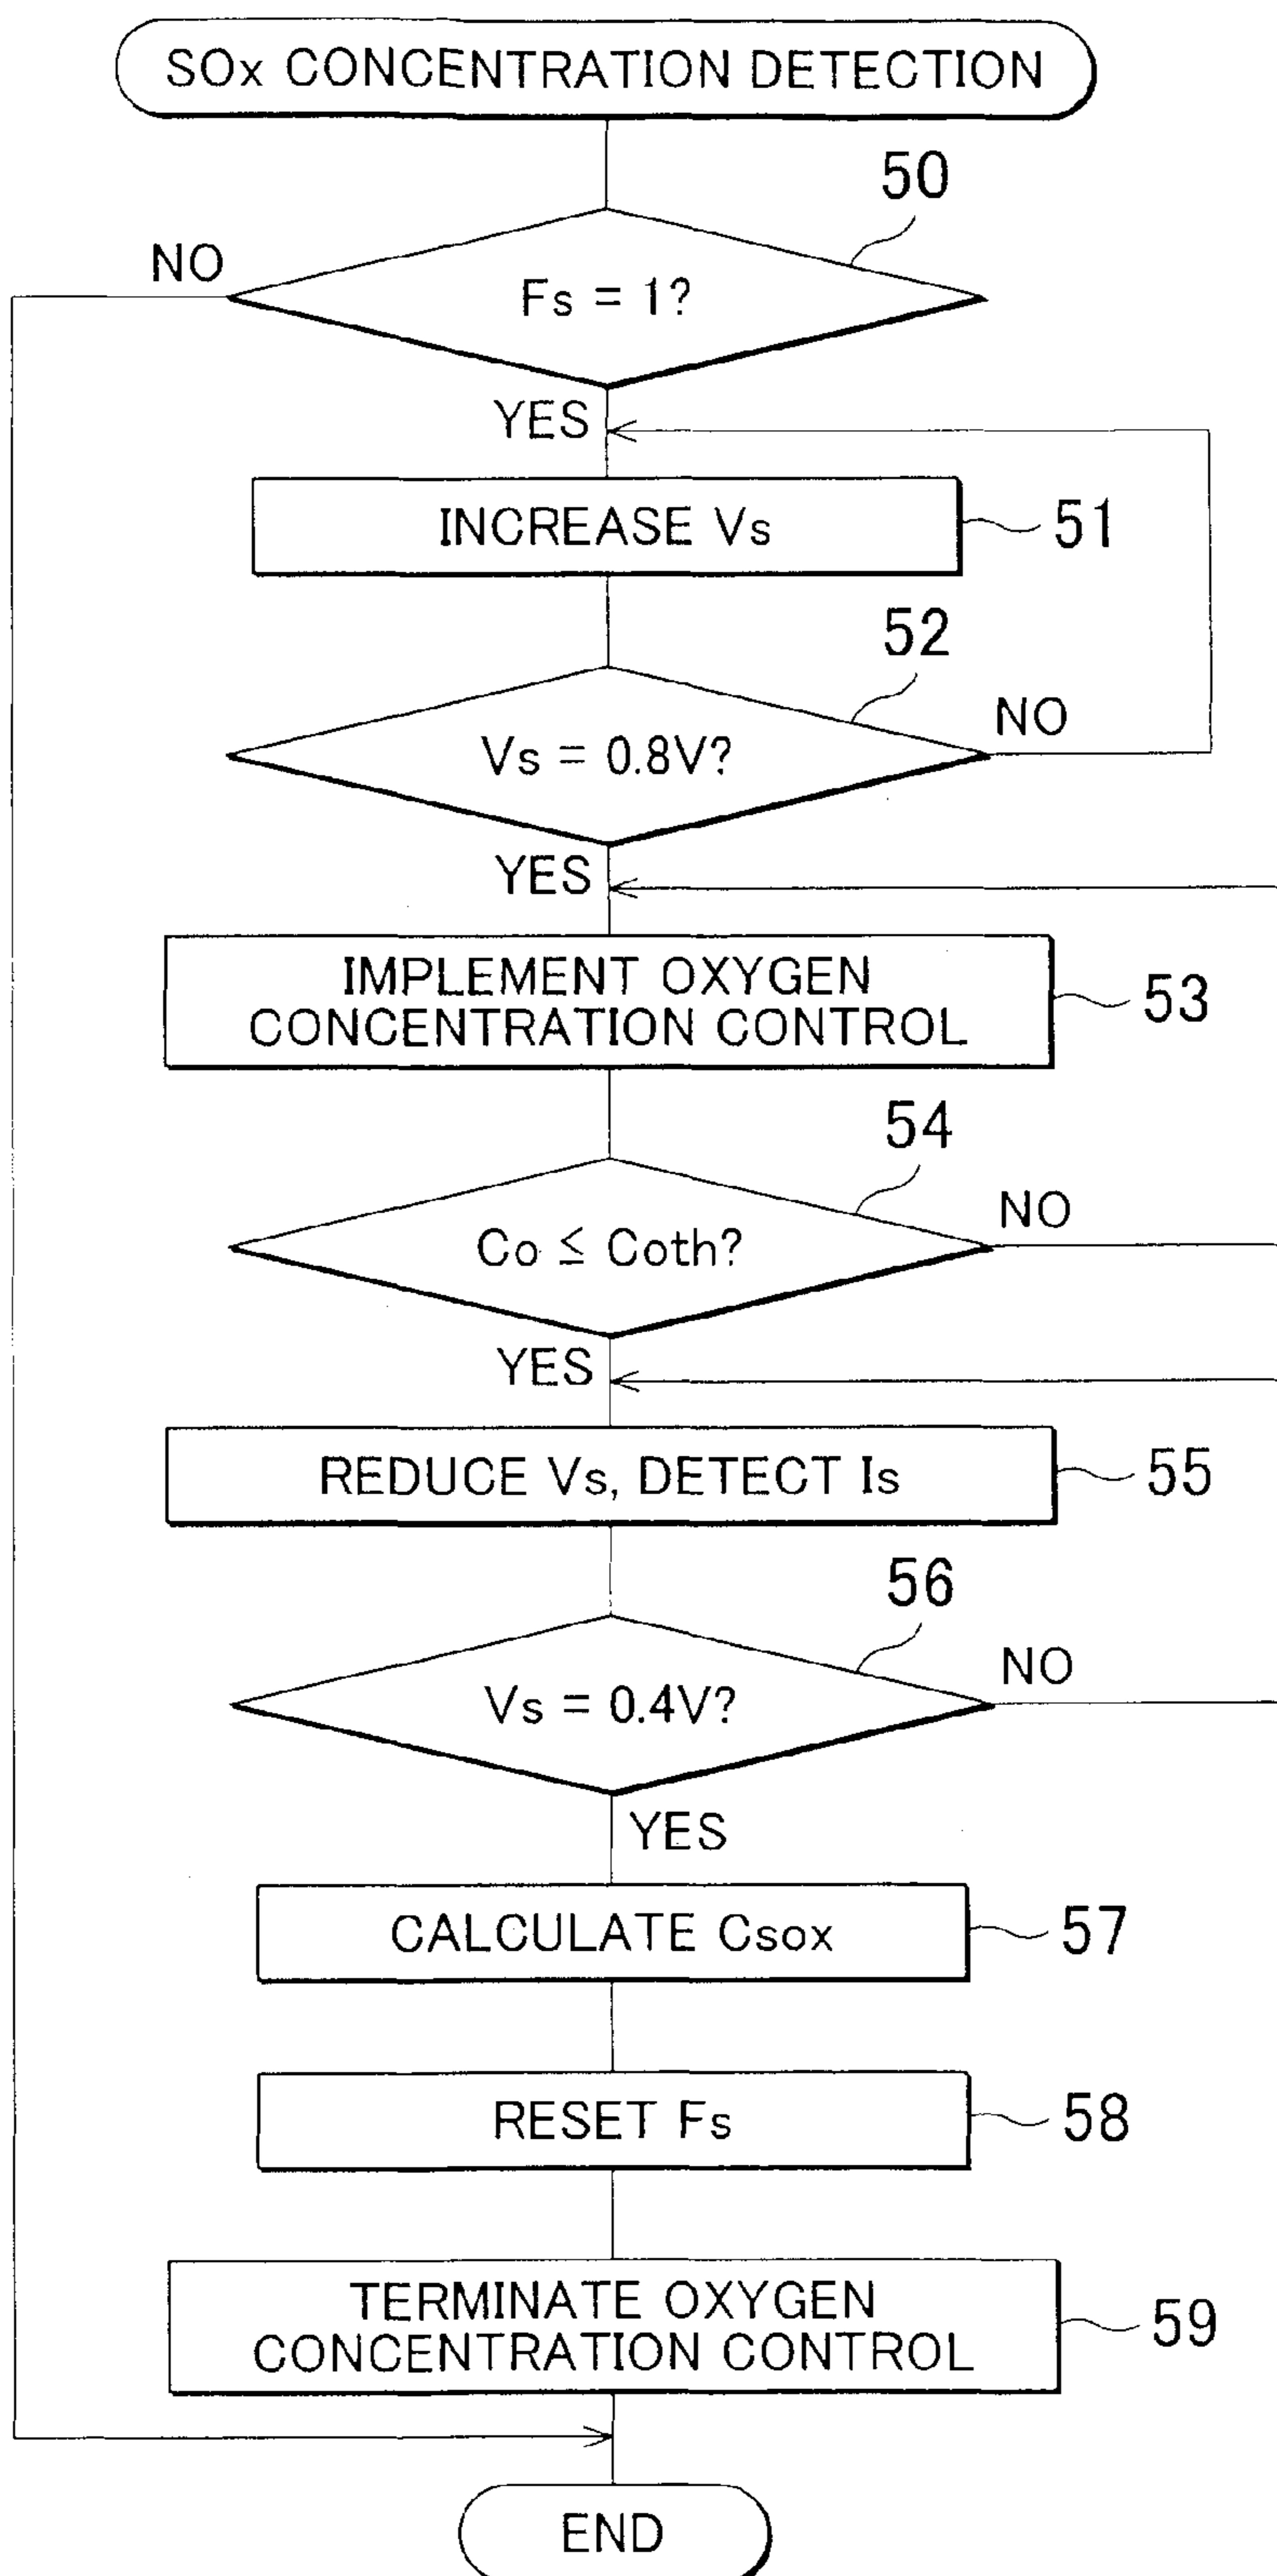 SOx CONCENTRATION DETECTION
50
NO
Fs = 1?
YES
INCREASE Vs
51
52
Vs = 0.8V?
NO
YES
IMPLEMENT OXYGEN
CONCENTRATION CONTROL
53
54
Co ≤ Coth?
NO
YES
REDUCE Vs, DETECT Is
55
56
Vs = 0.4V?
NO
YES
CALCULATE Csox
57
RESET Fs
58
TERMINATE OXYGEN
CONCENTRATION CONTROL
59
END